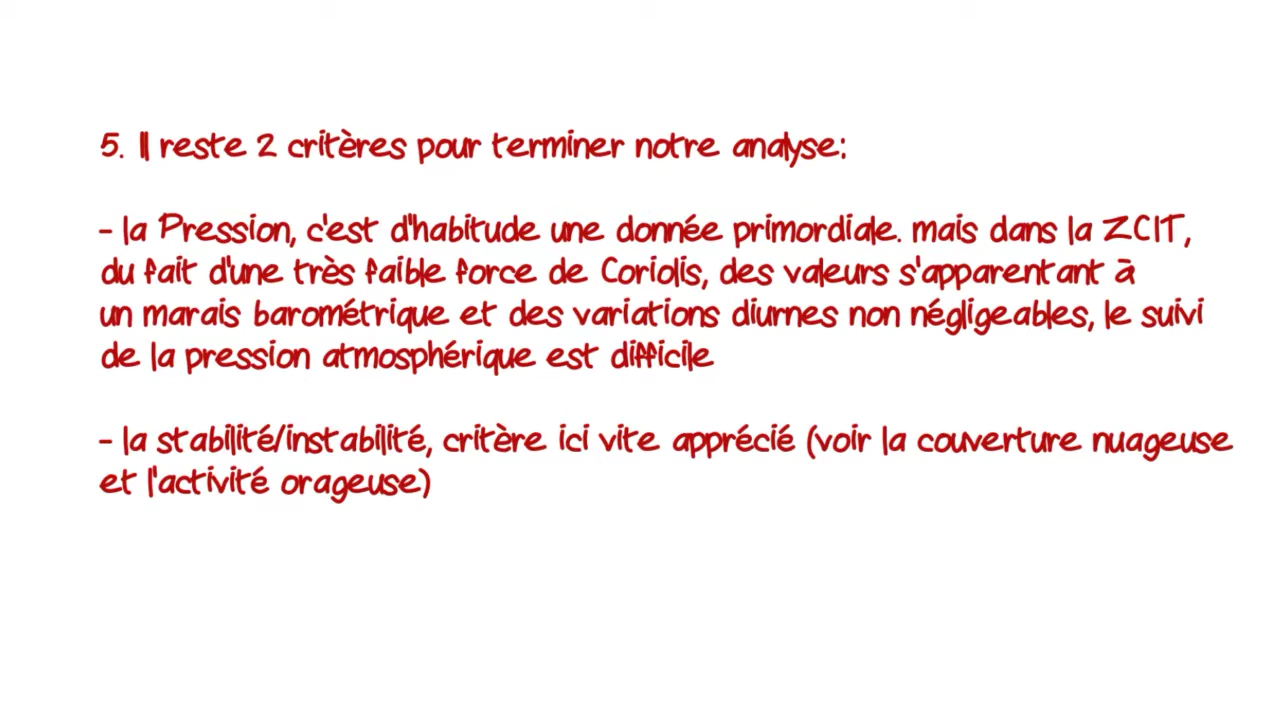 5. Il reste 2 critères pour terminer notre analyse:
- la Pression, c'est d'habitude une donnée primordiale. mais dans la ZCIT,
du fait d'une très faible force de Coriolis, des valeurs s'apparentant à
un marais barométrique et des variations diurnes non négligeables, le suivi
de la pression atmosphérique est difficile
- la stabilité/instabilité, critère ici vite apprécié (voir la couverture nuageuse
et l'activité orageuse)